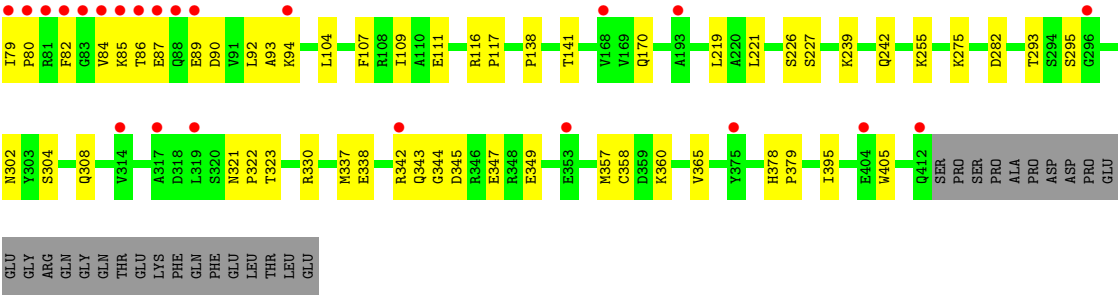 I79 P80 R81 F82 G83 V84 K85 T86 E87 Q88 E89 D90 V91 L92 A93 K94 L104 F107 R108 I109 A110 E111 R116 P117 P138 T141 V168 V169 Q170 A193 L219 A220 L221 S226 S227 K239 Q242 K255 K275 D282 T293 S294 S295 G296
N302 Y303 S304 Q308 V314 A317 D318 L319 S320 N321 P322 T323 R330 M337 E338 R342 Q343 G344 D345 R346 E347 R348 E349 E353 M357 C358 D359 K360 V365 Y375 H378 P379 I395 E404 W405 Q412 SER PRO SER PRO ALA PRO ASP ASP PRO GLU
GLU GLY ARG GLN GLY GLN THR GLU LYS PHE GLN PHE GLU LEU THR LEU GLU